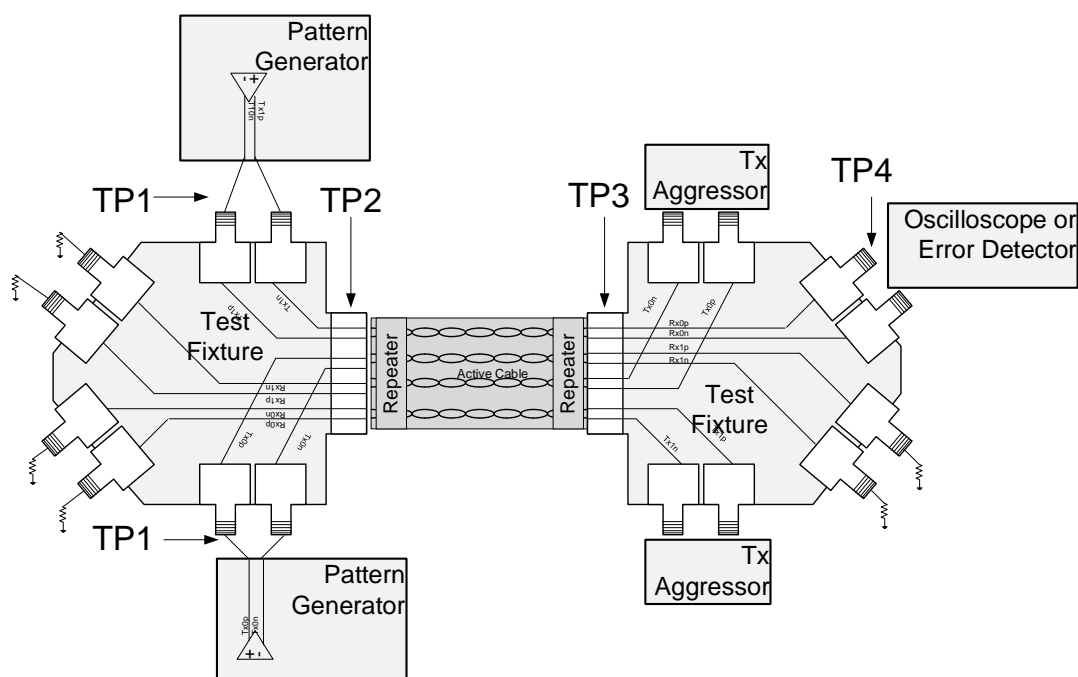 Pattern
Generator
- +
T10n
Tx1p
TP1
TP2
TP3
Tx
Aggressor
TP4
Oscilloscope or
Error Detector
Test
Fixture
Tx1p
Tx1n
Rx1n
Rx1p
Rx0n
Rx0p
Tx0p
Tx0n
Repeater
Active Cable
Repeater
Tx0n
Tx0p
Rx0p
Rx0n
Rx1p
Rx1n
Test
Fixture
Tx1n
TP1
Pattern
Generator
Tx0p
+ -
Tx
Aggressor